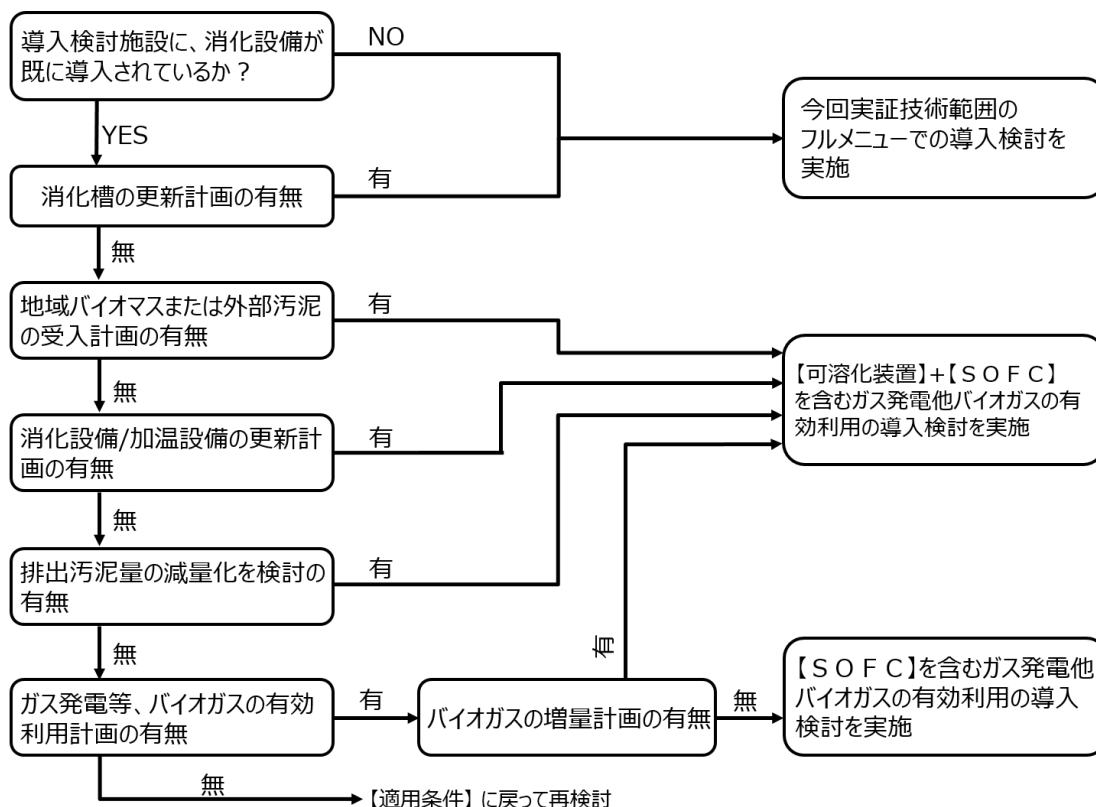 導入検討施設に、消化設備が
既に導入されているか？
NO
YES
今回実証技術範囲の
フルメニューでの導入検討を
実施
消化槽の更新計画の有無
有
無
地域バイオマスまたは外部汚泥
の受入計画の有無
有
無
【可溶化装置】+【ＳＯＦＣ】
を含むガス発電他バイオガスの有
効利用の導入検討を実施
消化設備/加温設備の更新計
画の有無
有
無
排出汚泥量の減量化を検討の
有無
有
無
ガス発電等、バイオガスの有効
利用計画の有無
有
バイオガスの増量計画の有無
有
無
【ＳＯＦＣ】を含むガス発電他
バイオガスの有効利用の導入
検討を実施
無
【適用条件】に戻って再検討